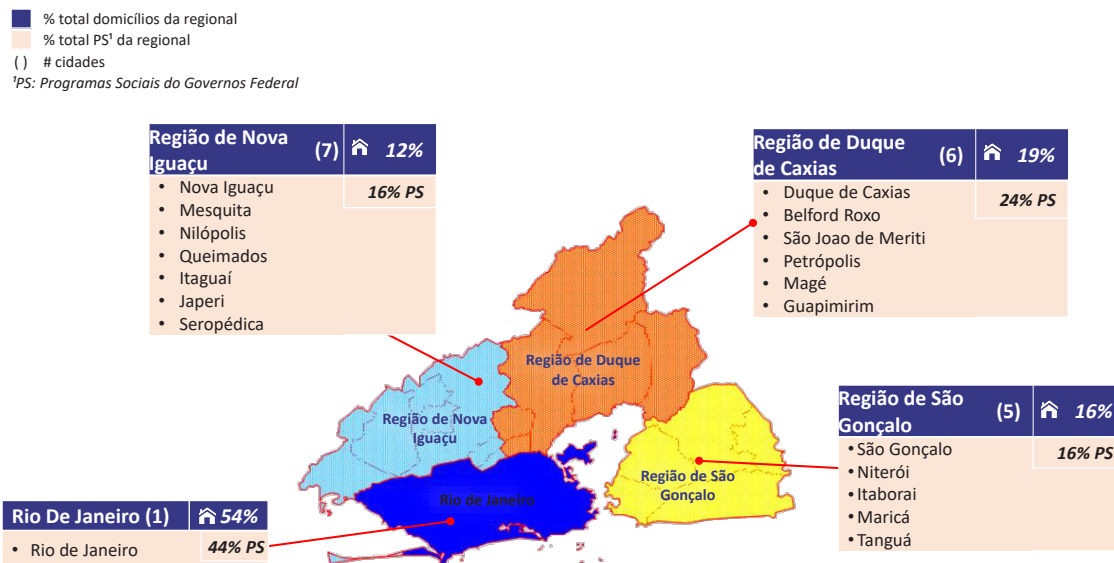 % total domicílios da regional
% total PS¹ da regional
( ) # cidades
¹PS: Programas Sociais do Governos Federal
Região de Nova
Iguaçu
(7)
12%
16% PS
• Nova Iguaçu
• Mesquita
• Nilópolis
• Queimados
• Itaguaí
• Japeri
• Seropédica
Região de Duque
de Caxias
(6)
19%
24% PS
• Duque de Caxias
• Belford Roxo
• São Joao de Meriti
• Petrópolis
• Magé
• Guapimirim
Região de Duque
de Caxias
Região de Nova
Iguaçu
Região de São
Gonçalo
Rio de Janeiro
Região de São
Gonçalo
(5)
16%
16% PS
• São Gonçalo
• Niterói
• Itaborai
• Maricá
• Tanguá
Rio De Janeiro (1)
54%
• Rio de Janeiro
44% PS